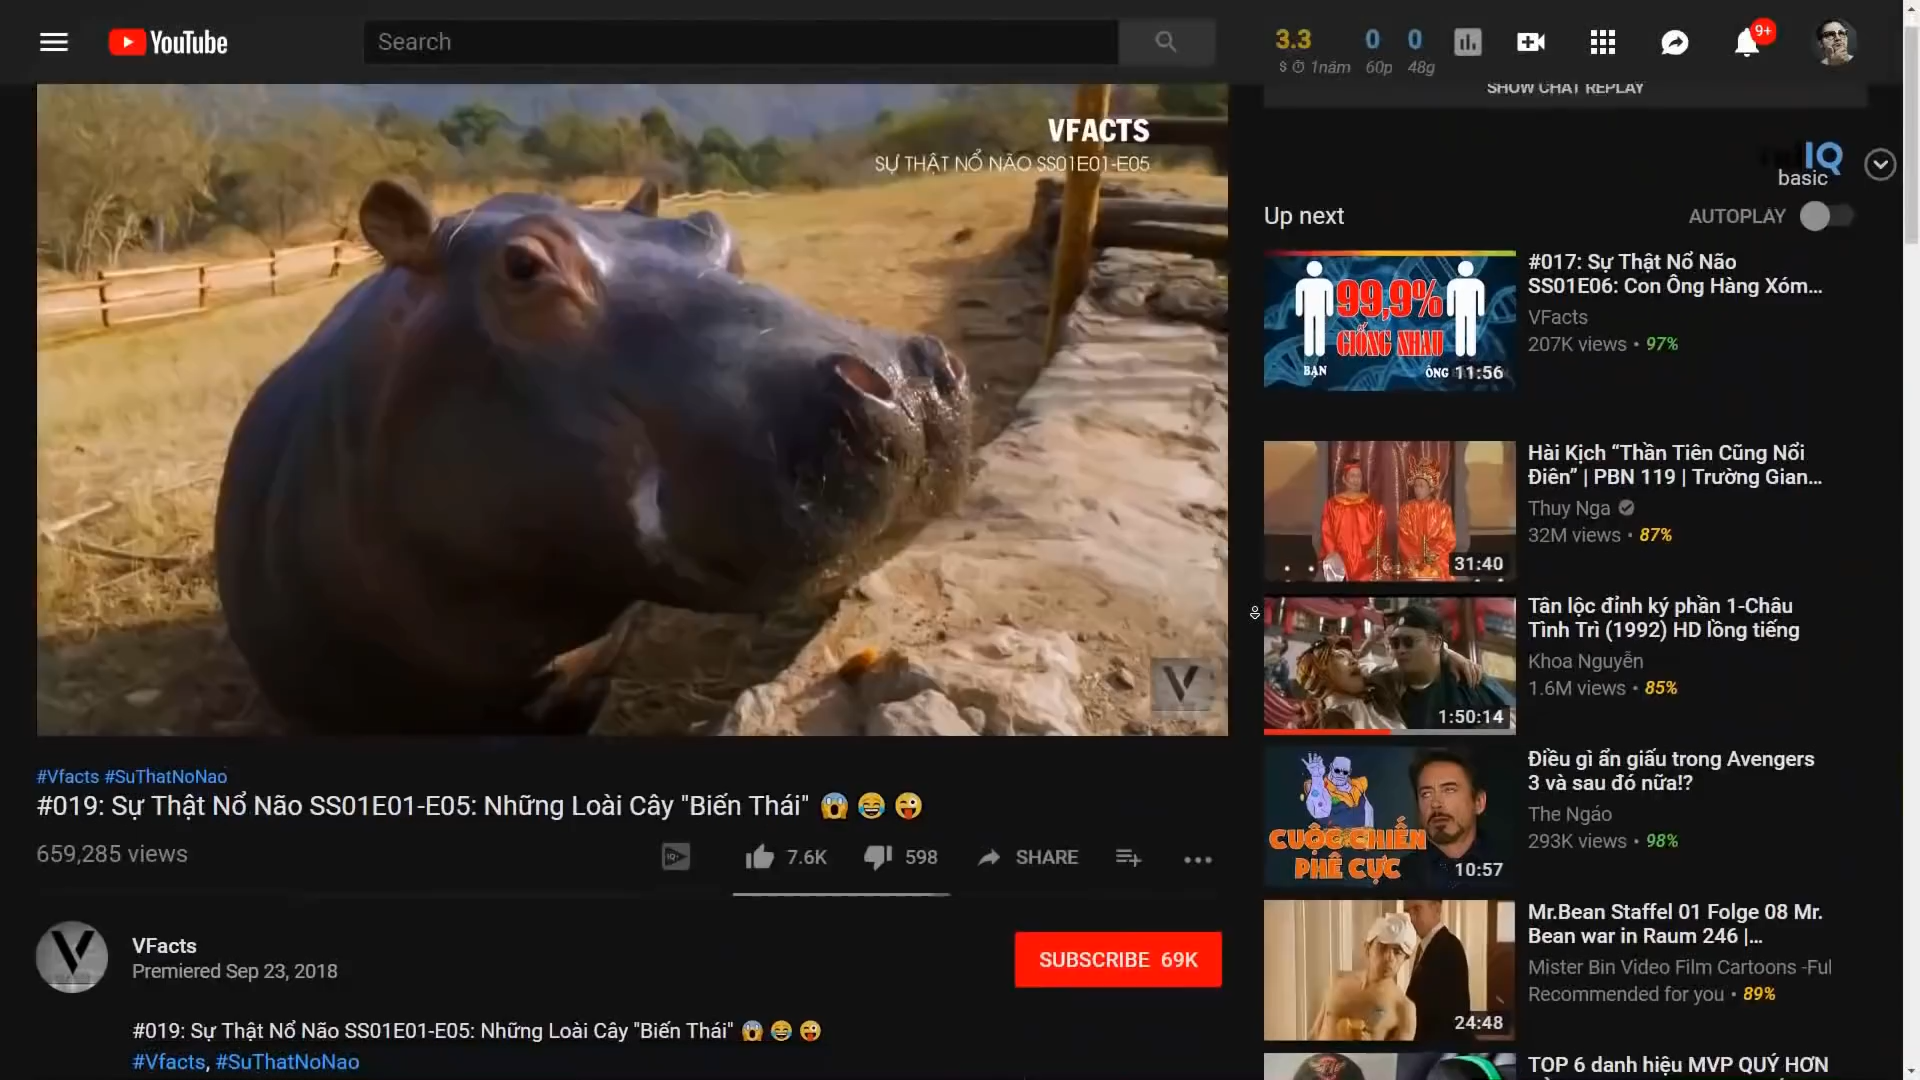 YouTube
Search
3.3
0
0
1năm
60p
48g
9+
SHOW CHAT REPLAY
VFACTS
SỰ THẬT NỔ NÃO SS01E01-E05
IQ
basic
Up next
AUTOPLAY
99,9%
GIỐNG NHAU
BẠN
ÔNG
11:56
#017: Sự Thật Nổ Não
SS01E06: Con Ông Hàng Xóm...
VFacts
207K views • 97%
31:40
Hài Kịch “Thần Tiên Cũng Nổi
Điên” | PBN 119 | Trường Gian...
Thuy Nga
32M views • 87%
1:50:14
Tân lộc đỉnh ký phần 1-Châu
Tinh Trì (1992) HD lồng tiếng
Khoa Nguyễn
1.6M views • 85%
CUỘC CHIẾN
PHÊ CỰC
10:57
Điều gì ẩn giấu trong Avengers
3 và sau đó nữa!?
The Ngáo
293K views • 98%
24:48
Mr.Bean Staffel 01 Folge 08 Mr.
Bean war in Raum 246 |...
Mister Bin Video Film Cartoons -Ful
Recommended for you • 89%
TOP 6 danh hiệu MVP QUÝ HƠN
V
#Vfacts #SuThatNoNao
#019: Sự Thật Nổ Não SS01E01-E05: Những Loài Cây "Biến Thái" 😱 😂 😜
659,285 views
7.6K
598
SHARE
V
VFacts
Premiered Sep 23, 2018
SUBSCRIBE 69K
#019: Sự Thật Nổ Não SS01E01-E05: Những Loài Cây "Biến Thái" 😱 😂 😜
#Vfacts, #SuThatNoNao